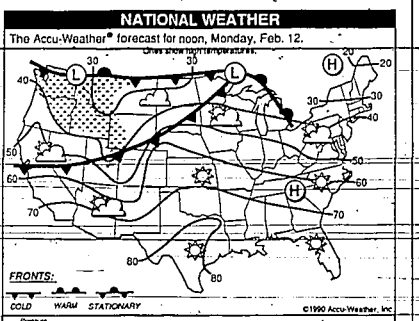 NATIONAL WEATHER
The Accu-Weather® forecast for noon, Monday, Feb. 12.
Lines show high temperatures.
20
30
30
20
H
L
L
40
30
30
40
50
50
60
60
H
70
70
80
80
FRONTS:
COLD WARM STATIONARY
©1990 Accu-Weather, Inc